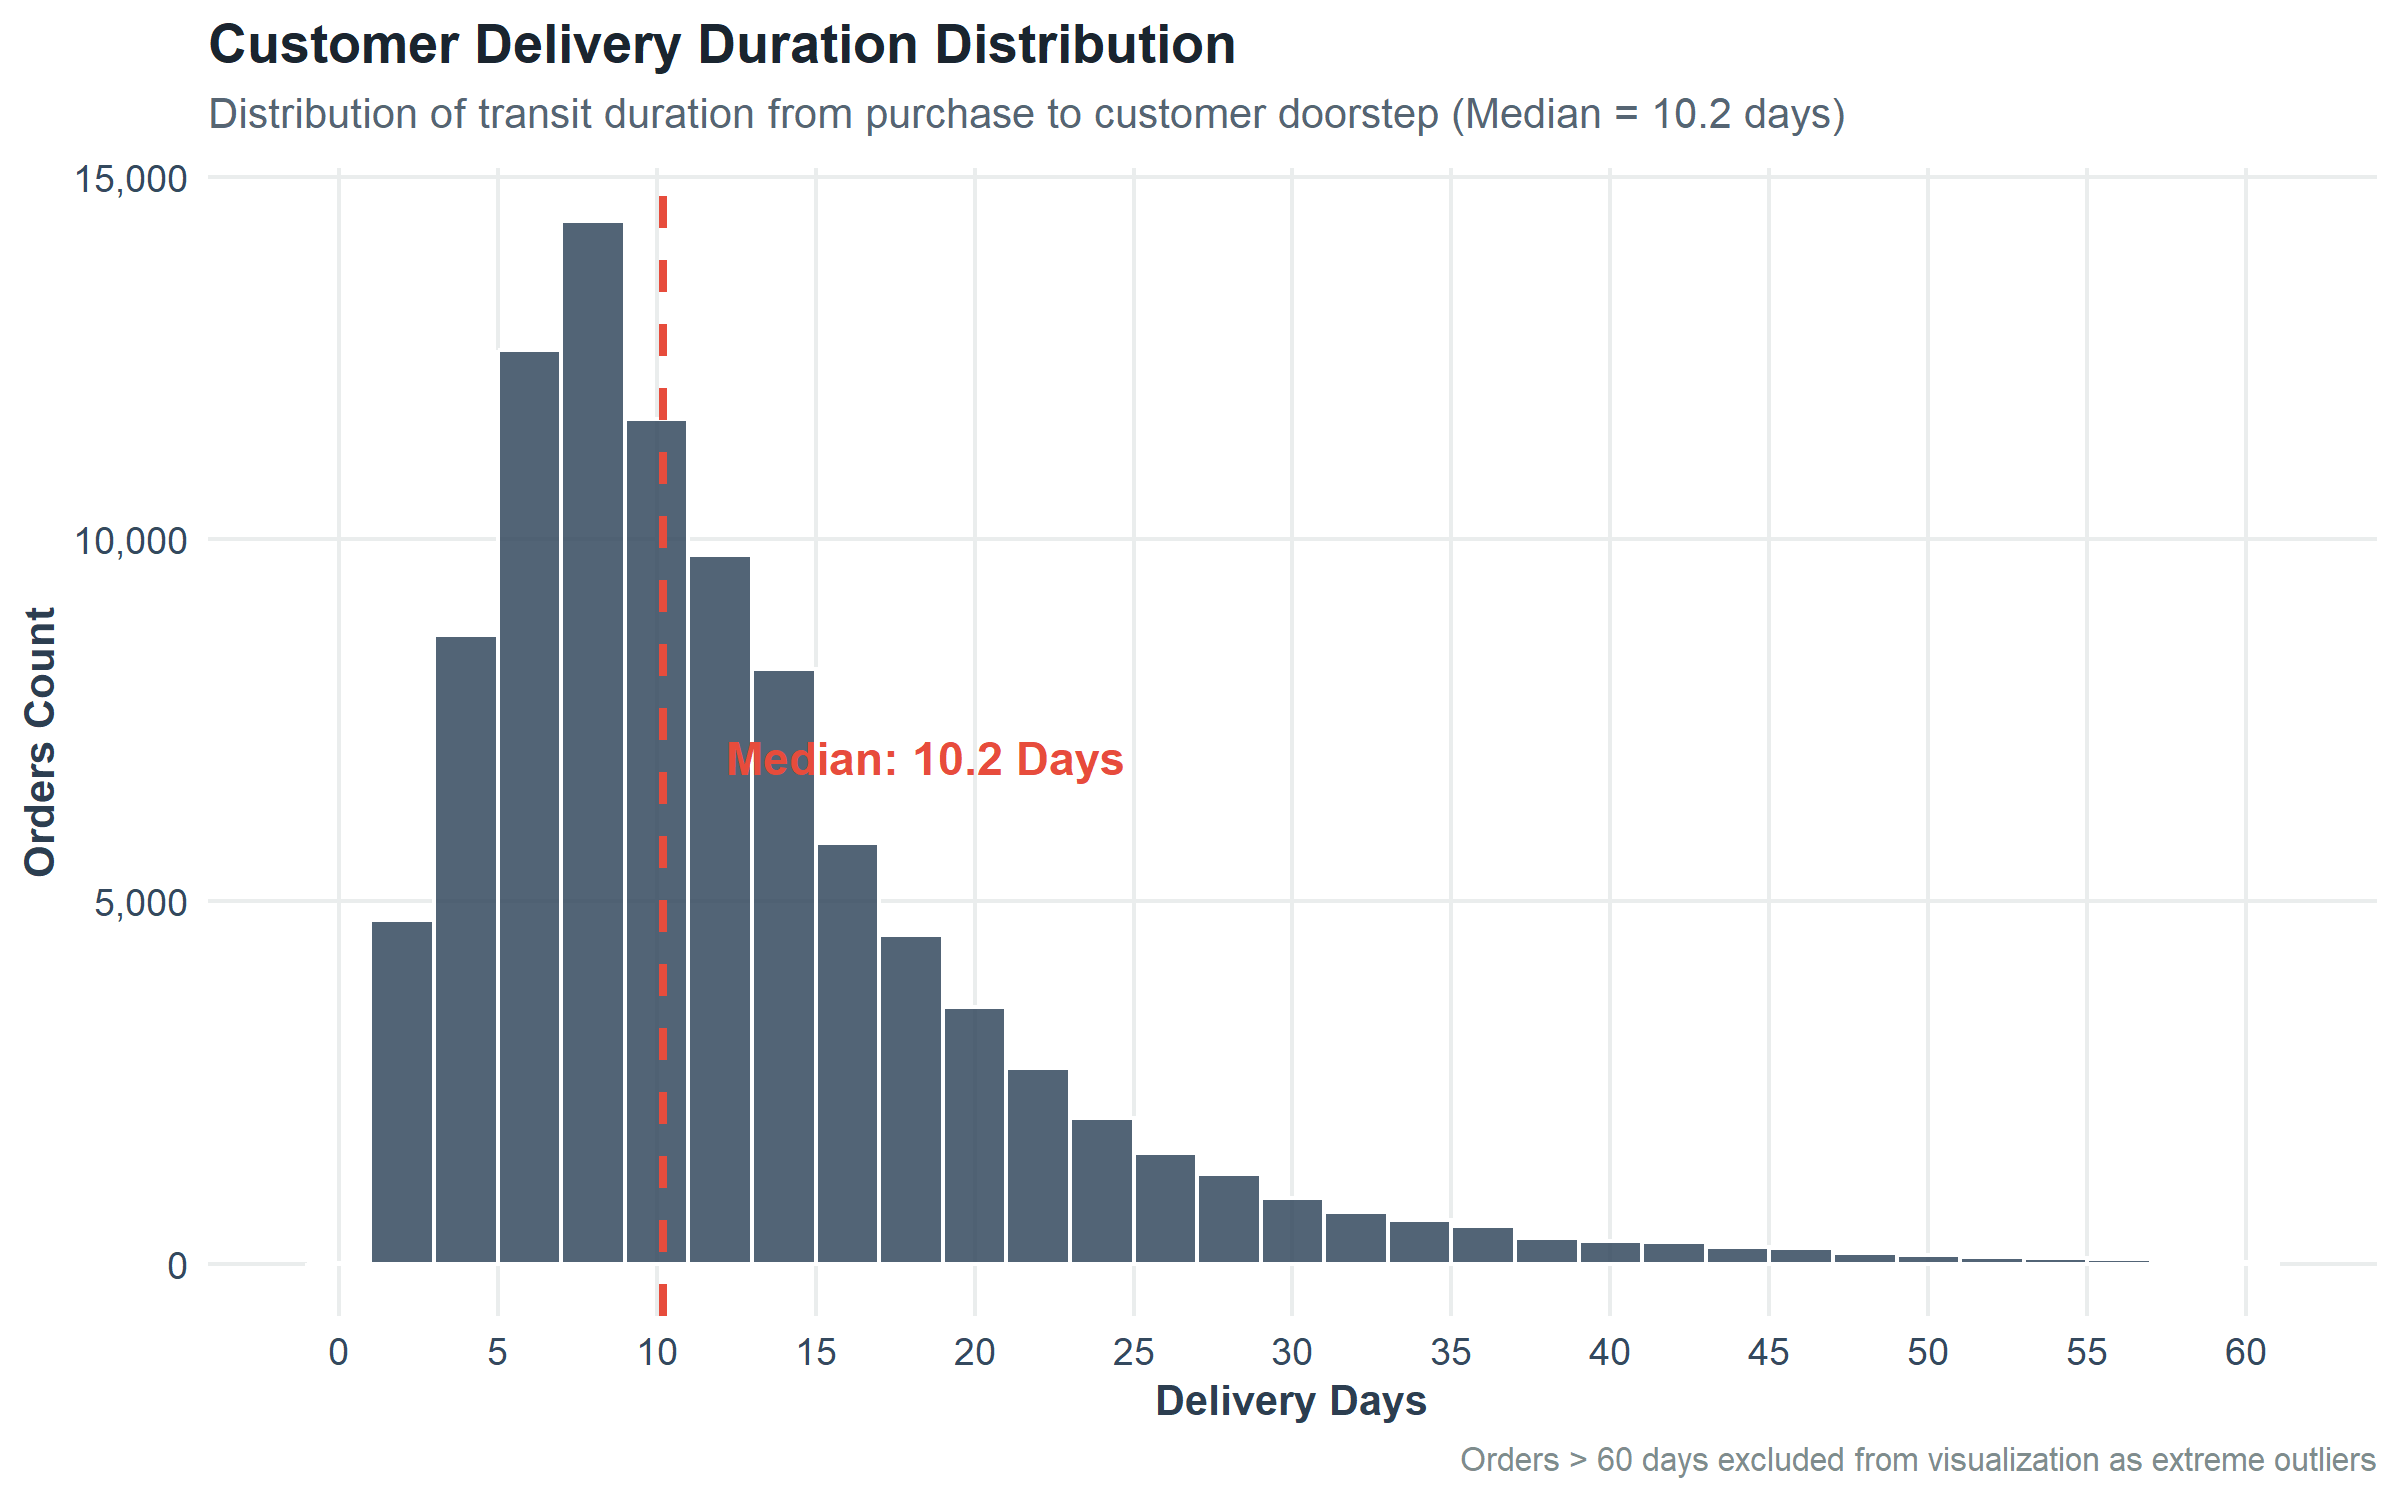 Customer Delivery Duration Distribution
Distribution of transit duration from purchase to customer doorstep (Median = 10.2 days)
15,000
10,000
5,000
0
Orders Count
Median: 10.2 Days
0 5 10 15 20 25 30 35 40 45 50 55 60
Delivery Days
Orders > 60 days excluded from visualization as extreme outliers